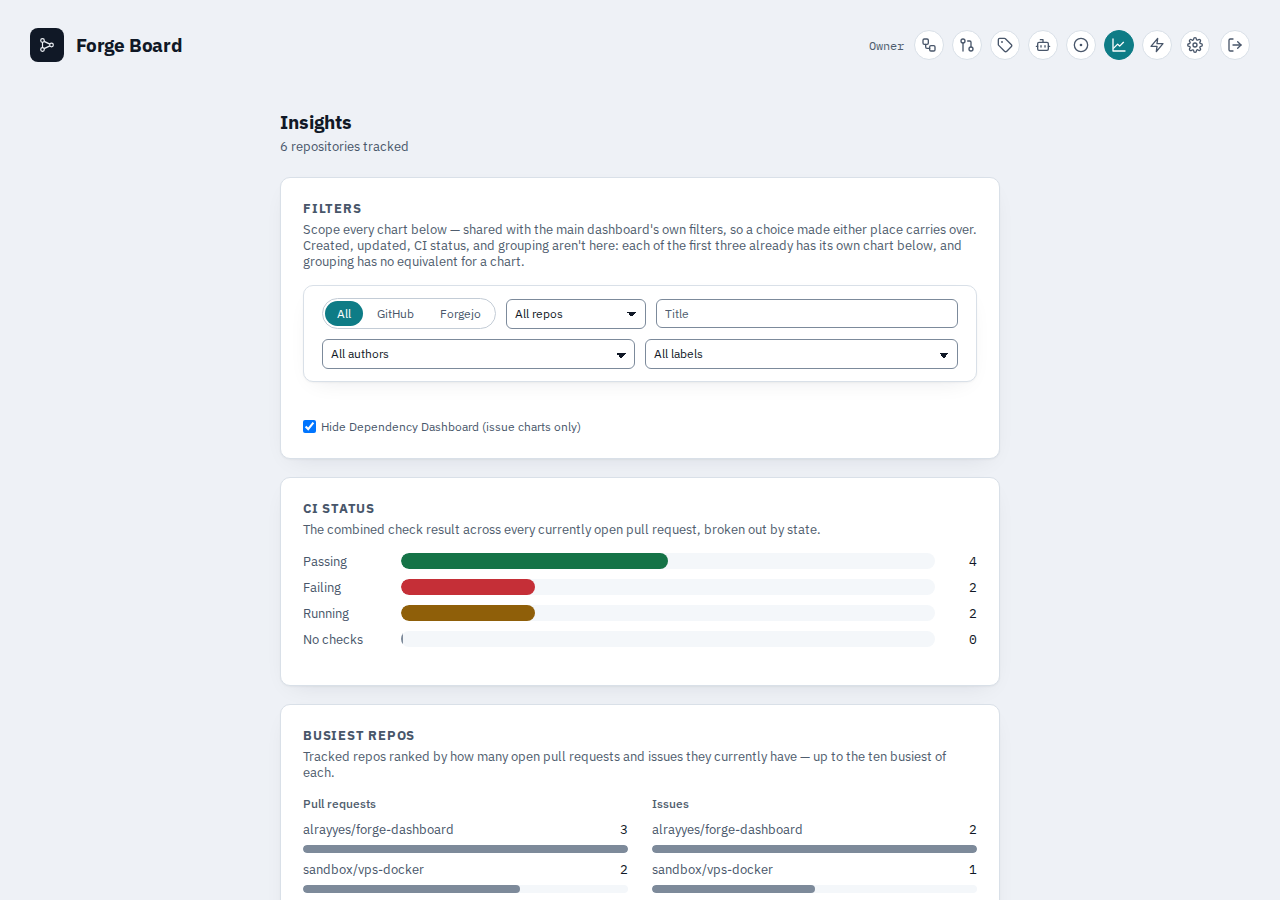 Forge Board
Owner
Insights
6 repositories tracked
FILTERS
Scope every chart below — shared with the main dashboard's own filters, so a choice made either place carries over.
Created, updated, CI status, and grouping aren't here: each of the first three already has its own chart below, and
grouping has no equivalent for a chart.
All GitHub Forgejo All repos Title
All authors All labels
Hide Dependency Dashboard (issue charts only)
CI STATUS
The combined check result across every currently open pull request, broken out by state.
Passing 4
Failing 2
Running 2
No checks 0
BUSIEST REPOS
Tracked repos ranked by how many open pull requests and issues they currently have — up to the ten busiest of
each.
Pull requests Issues
alrayyes/forge-dashboard 3 alrayyes/forge-dashboard 2
sandbox/vps-docker 2 sandbox/vps-docker 1